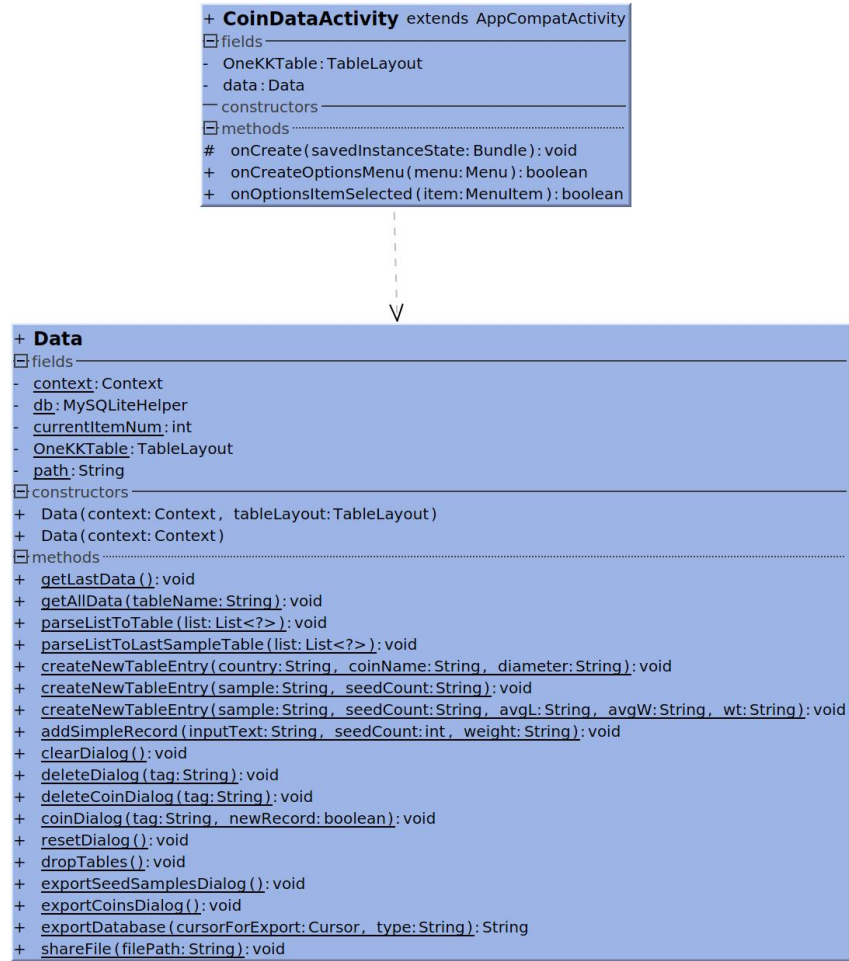 + CoinDataActivity extends AppCompatActivity
fields
- OneKKTable:TableLayout
- data:Data
constructors
methods
# onCreate(savedInstanceState:Bundle):void
+ onCreateOptionsMenu(menu:Menu):boolean
+ onOptionsItemSelected(item:MenuItem):boolean
+ Data
fields
- context:Context
- db:MySQLiteHelper
- currentItemNum:int
- OneKKTable:TableLayout
- path:String
constructors
+ Data(context:Context, tableLayout:TableLayout)
+ Data(context:Context)
methods
+ getLastData():void
+ getAllData(tableName:String):void
+ parseListToTable(list:List<?>):void
+ parseListToLastSampleTable(list:List<?>):void
+ createNewTableEntry(country:String, coinName:String, diameter:String):void
+ createNewTableEntry(sample:String, seedCount:String):void
+ createNewTableEntry(sample:String, seedCount:String, avgL:String, avgW:String, wt:String):void
+ addSimpleRecord(inputText:String, seedCount:int, weight:String):void
+ clearDialog():void
+ deleteDialog(tag:String):void
+ deleteCoinDialog(tag:String):void
+ coinDialog(tag:String, newRecord:boolean):void
+ resetDialog():void
+ dropTables():void
+ exportSeedSamplesDialog():void
+ exportCoinsDialog():void
+ exportDatabase(cursorForExport:Cursor, type:String):String
+ shareFile(filePath:String):void